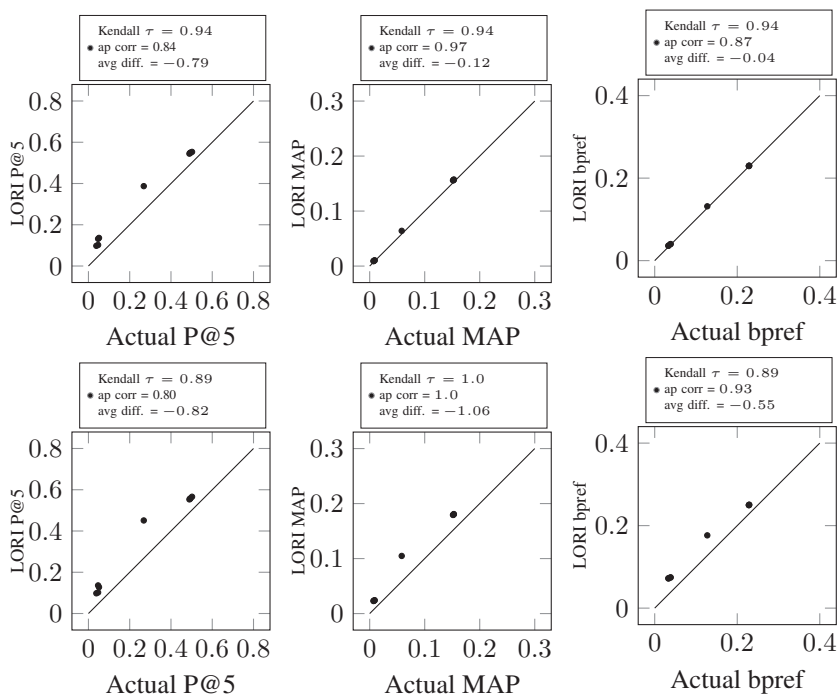 Kendall τ = 0.94
ap corr = 0.84
avg diff. = −0.79
LORI P@5
0.8
0.6
0.4
0.2
0
0 0.2 0.4 0.6 0.8
Actual P@5
Kendall τ = 0.94
ap corr = 0.97
avg diff. = −0.12
LORI MAP
0.3
0.2
0.1
0
0 0.1 0.2 0.3
Actual MAP
Kendall τ = 0.94
ap corr = 0.87
avg diff. = −0.04
LORI bpref
0.4
0.2
0
0 0.2 0.4
Actual bpref
Kendall τ = 0.89
ap corr = 0.80
avg diff. = −0.82
LORI P@5
0.8
0.6
0.4
0.2
0
0 0.2 0.4 0.6 0.8
Actual P@5
Kendall τ = 1.0
ap corr = 1.0
avg diff. = −1.06
LORI MAP
0.3
0.2
0.1
0
0 0.1 0.2 0.3
Actual MAP
Kendall τ = 0.89
ap corr = 0.93
avg diff. = −0.55
LORI bpref
0.4
0.2
0
0 0.2 0.4
Actual bpref